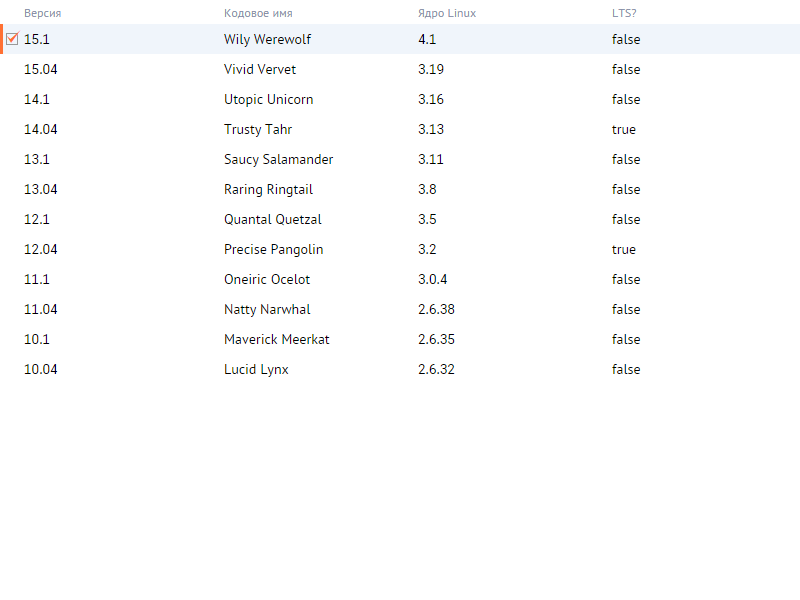 Версия Кодовое имя Ядро Linux LTS?
15.1 Wily Werewolf 4.1 false
15.04 Vivid Vervet 3.19 false
14.1 Utopic Unicorn 3.16 false
14.04 Trusty Tahr 3.13 true
13.1 Saucy Salamander 3.11 false
13.04 Raring Ringtail 3.8 false
12.1 Quantal Quetzal 3.5 false
12.04 Precise Pangolin 3.2 true
11.1 Oneiric Ocelot 3.0.4 false
11.04 Natty Narwhal 2.6.38 false
10.1 Maverick Meerkat 2.6.35 false
10.04 Lucid Lynx 2.6.32 false